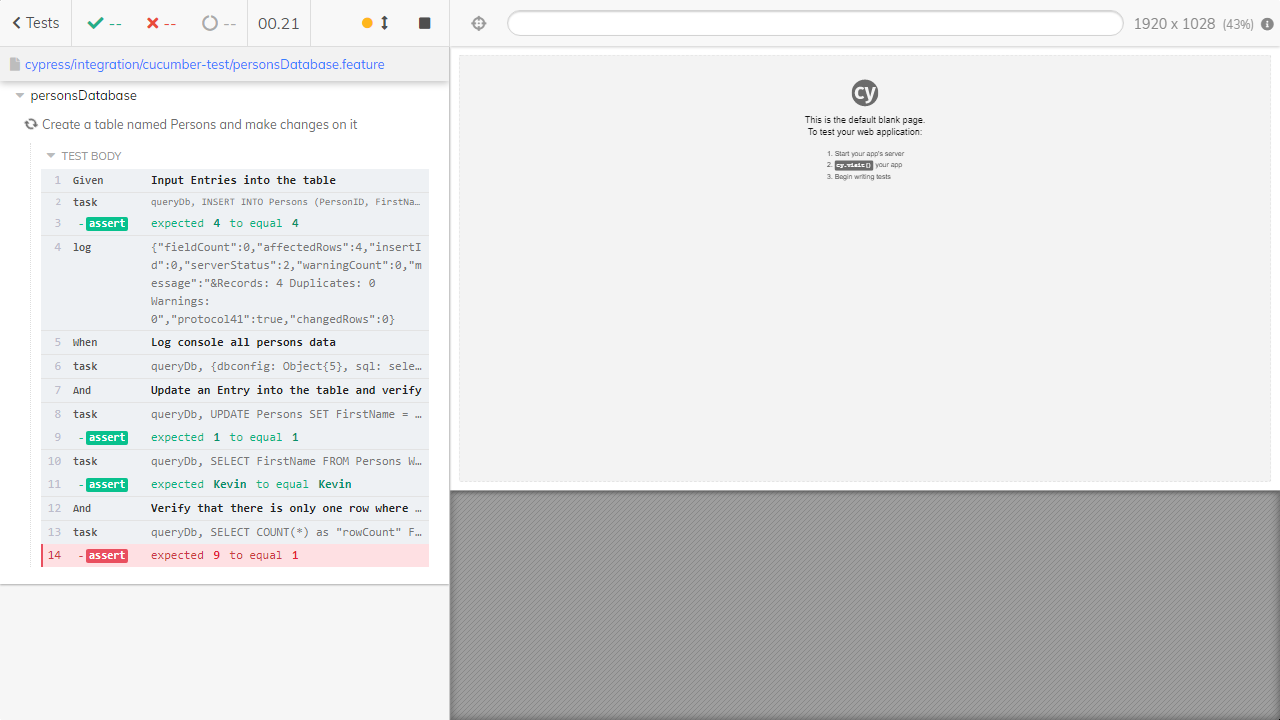 Tests -- -- -- 00.21 1920 x 1028 (43%)
cypress/integration/cucumber-test/personsDatabase.feature
personsDatabase
Create a table named Persons and make changes on it
TEST BODY
1 Given Input Entries into the table
2 task queryDb, INSERT INTO Persons (PersonID, FirstNa…
3 - assert expected 4 to equal 4
4 log {"fieldCount":0,"affectedRows":4,"insertI
d":0,"serverStatus":2,"warningCount":0,"m
essage":"&Records: 4 Duplicates: 0
Warnings:
0","protocol41":true,"changedRows":0}
5 When Log console all persons data
6 task queryDb, {dbconfig: Object{5}, sql: sele…
7 And Update an Entry into the table and verify
8 task queryDb, UPDATE Persons SET FirstName = …
9 - assert expected 1 to equal 1
10 task queryDb, SELECT FirstName FROM Persons W…
11 - assert expected Kevin to equal Kevin
12 And Verify that there is only one row where …
13 task queryDb, SELECT COUNT(*) as "rowCount" F…
14 - assert expected 9 to equal 1
cy
This is the default blank page.
To test your web application:
1. Start your app's server
2. cy.visit() your app
3. Begin writing tests